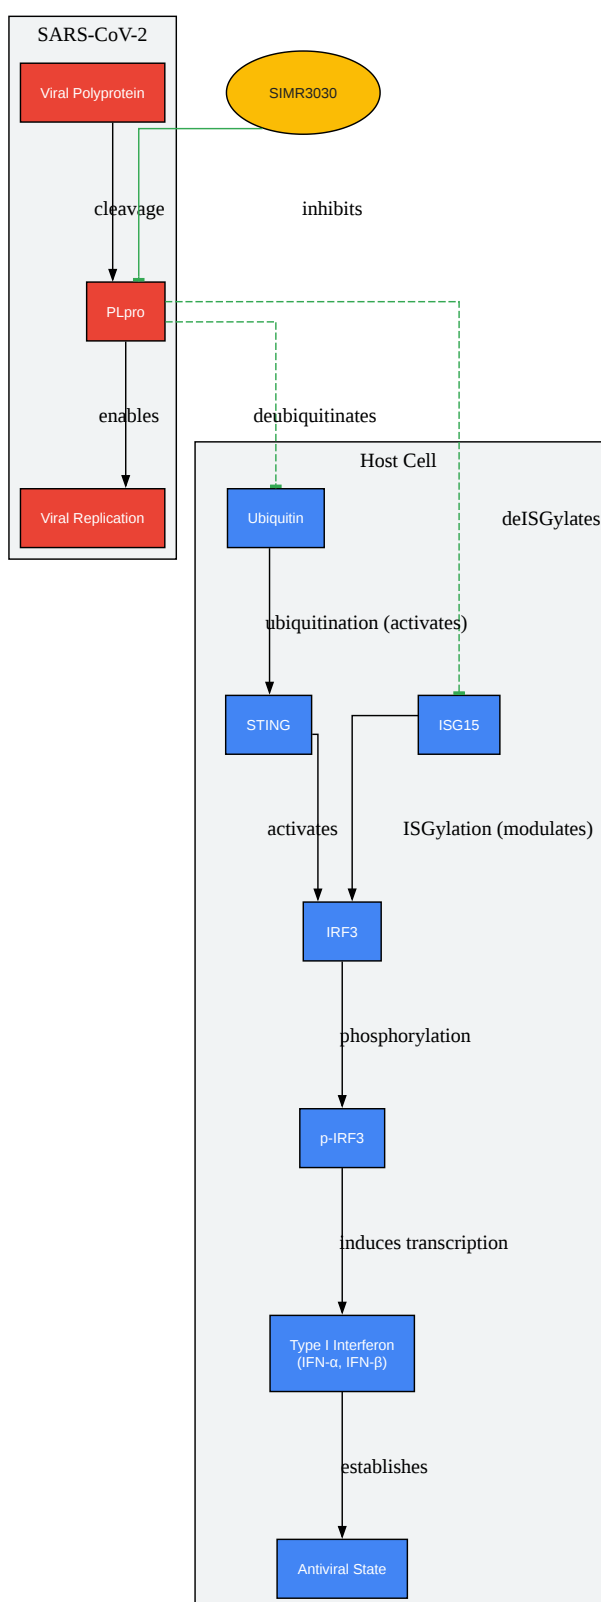 SARS-CoV-2
Viral Polyprotein
SIMR3030
cleavage
inhibits
PLpro
enables
deubiquitinates
Host Cell
Viral Replication
Ubiquitin
deISGylates
ubiquitination (activates)
STING
ISG15
activates
ISGylation (modulates)
IRF3
phosphorylation
p-IRF3
induces transcription
Type I Interferon
(IFN-α, IFN-β)
establishes
Antiviral State